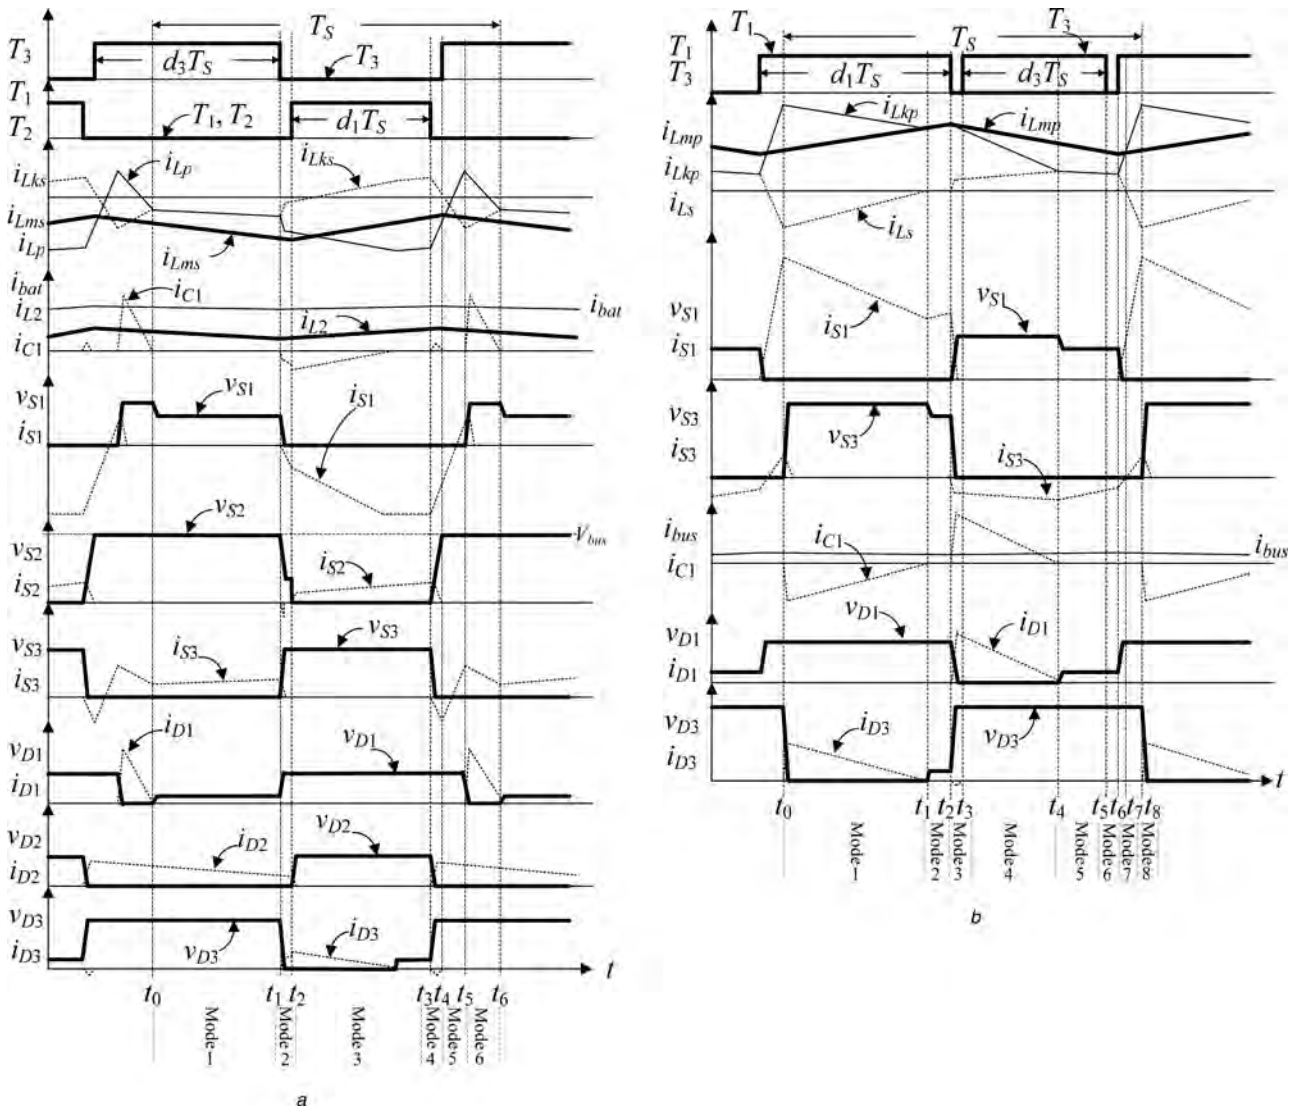 T_S
T_3
d_3T_S
T_3
T_1
T_2
T_1, T_2
d_1T_S
i_Lks
i_Lp
i_Lks
i_Lms
i_Lp
i_Lms
i_bat
i_C1
i_L2
i_L2
i_bat
i_C1
v_S1
v_S1
i_S1
i_S1
v_S2
V_bus
v_S2
i_S2
i_S2
v_S3
v_S3
i_S3
i_S3
i_D1
v_D1
v_D1
i_D1
v_D2
v_D2
i_D2
i_D2
v_D3
i_D3
i_D3
v_D3
t
t_0 t_1 t_2 t_3 t_4 t_5 t_6
Mode 1
Mode 2
Mode 3
Mode 4
Mode 5
Mode 6
a
T_1
T_S
T_3
T_1
T_3
d_1T_S
d_3T_S
i_Lkp
i_Lmp
i_Lmp
i_Lkp
i_Ls
i_Ls
v_S1
v_S1
i_S1
i_S1
v_S3
v_S3
i_S3
i_S3
i_bus
i_C1
i_bus
i_C1
v_D1
v_D1
i_D1
i_D1
v_D3
i_D3
v_D3
i_D3
t
t_0 t_1 t_2 t_3 t_4 t_5 t_6 t_7 t_8
Mode 1
Mode 2
Mode 3
Mode 4
Mode 5
Mode 6
Mode 7
Mode 8
b